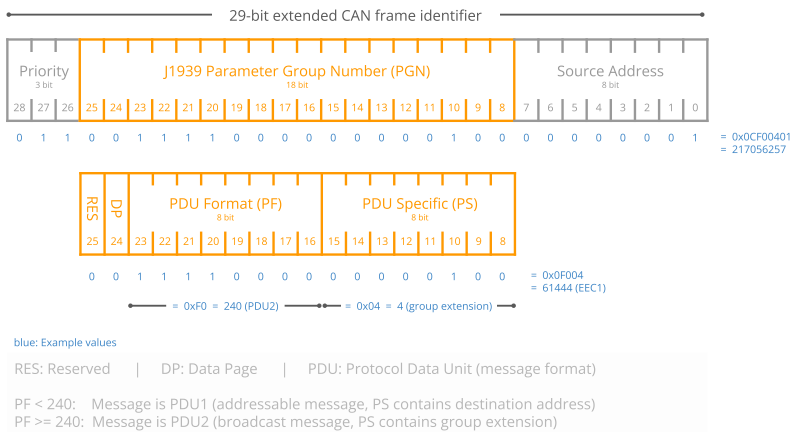 29-bit extended CAN frame identifier
Priority J1939 Parameter Group Number (PGN) Source Address
3 bit 18 bit 8 bit
28 27 26 25 24 23 22 21 20 19 18 17 16 15 14 13 12 11 10 9 8 7 6 5 4 3 2 1 0
0 1 1 0 0 1 1 1 1 0 0 0 0 0 0 0 0 0 1 0 0 0 0 0 0 0 0 0 1 = 0x0CF00401
= 217056257
RES DP PDU Format (PF) PDU Specific (PS)
8 bit 8 bit
25 24 23 22 21 20 19 18 17 16 15 14 13 12 11 10 9 8
0 0 1 1 1 1 0 0 0 0 0 0 0 0 0 1 0 0 = 0x0F004
= 61444 (EEC1)
= 0xF0 = 240 (PDU2) = 0x04 = 4 (group extension)
blue: Example values
RES: Reserved | DP: Data Page | PDU: Protocol Data Unit (message format)
PF < 240: Message is PDU1 (addressable message, PS contains destination address)
PF >= 240: Message is PDU2 (broadcast message, PS contains group extension)